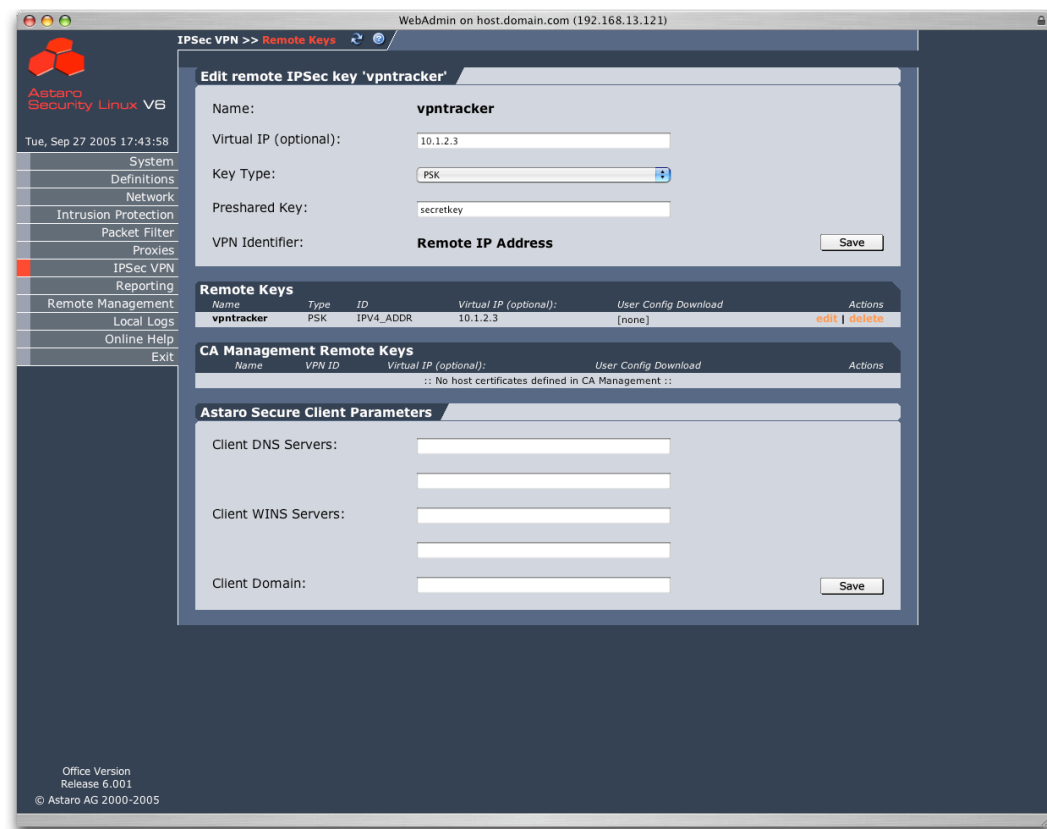 WebAdmin on host.domain.com (192.168.13.121)
IPSec VPN >> Remote Keys
Astaro
Security Linux V6
Tue, Sep 27 2005 17:43:58
System
Definitions
Network
Intrusion Protection
Packet Filter
Proxies
IPSec VPN
Reporting
Remote Management
Local Logs
Online Help
Exit
Office Version
Release 6.001
© Astaro AG 2000-2005
Edit remote IPSec key 'vpntracker'
Name: vpntracker
Virtual IP (optional): 10.1.2.3
Key Type: PSK
Preshared Key: secretkey
VPN Identifier: Remote IP Address Save
Remote Keys
Name Type ID Virtual IP (optional): User Config Download Actions
vpntracker PSK IPV4_ADDR 10.1.2.3 [none] edit | delete
CA Management Remote Keys
Name VPN ID Virtual IP (optional): User Config Download Actions
:: No host certificates defined in CA Management ::
Astaro Secure Client Parameters
Client DNS Servers:
Client WINS Servers:
Client Domain: Save